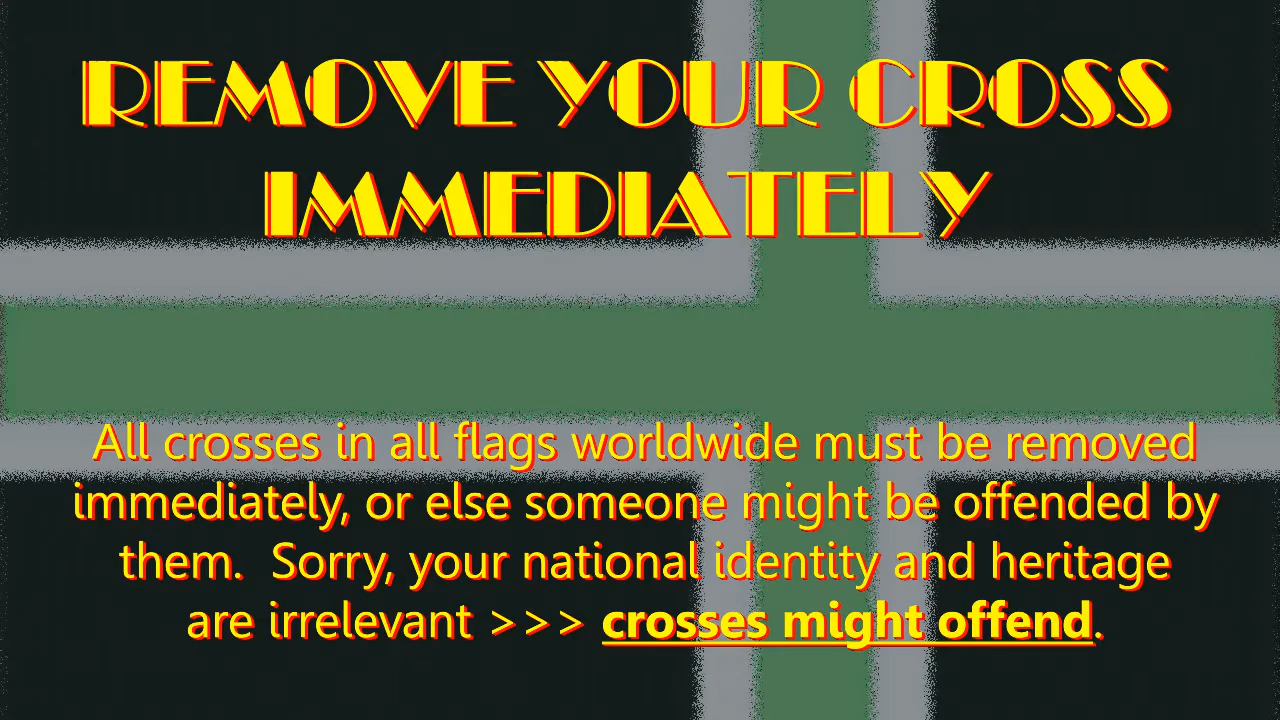 REMOVE YOUR CROSS
IMMEDIATELY
All crosses in all flags worldwide must be removed
immediately, or else someone might be offended by
them.  Sorry, your national identity and heritage
are irrelevant >>> crosses might offend.